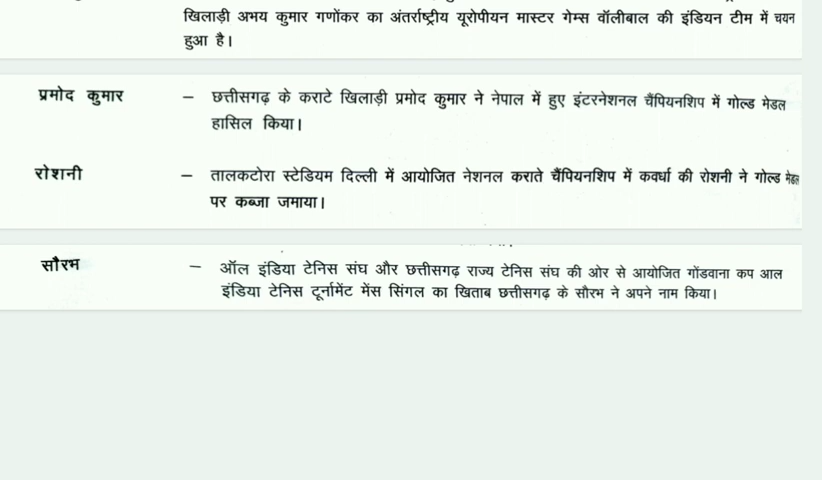 खिलाड़ी अभय कुमार गणोंकर का अंतर्राष्ट्रीय यूरोपीयन मास्टर गेम्स वॉलीबाल की इंडियन टीम में चयन
हुआ है।
प्रमोद कुमार – छत्तीसगढ़ के कराटे खिलाड़ी प्रमोद कुमार ने नेपाल में हुए इंटरनेशनल चैंपियनशिप में गोल्ड मेडल
हासिल किया।
रोशनी – तालकटोरा स्टेडियम दिल्ली में आयोजित नेशनल कराते चैंपियनशिप में कवर्धा की रोशनी ने गोल्ड मेडल
पर कब्जा जमाया।
सौरभ – ऑल इंडिया टेनिस संघ और छत्तीसगढ़ राज्य टेनिस संघ की ओर से आयोजित गोंडवाना कप आल
इंडिया टेनिस टूर्नामेंट मेंस सिंगल का खिताब छत्तीसगढ़ के सौरभ ने अपने नाम किया।